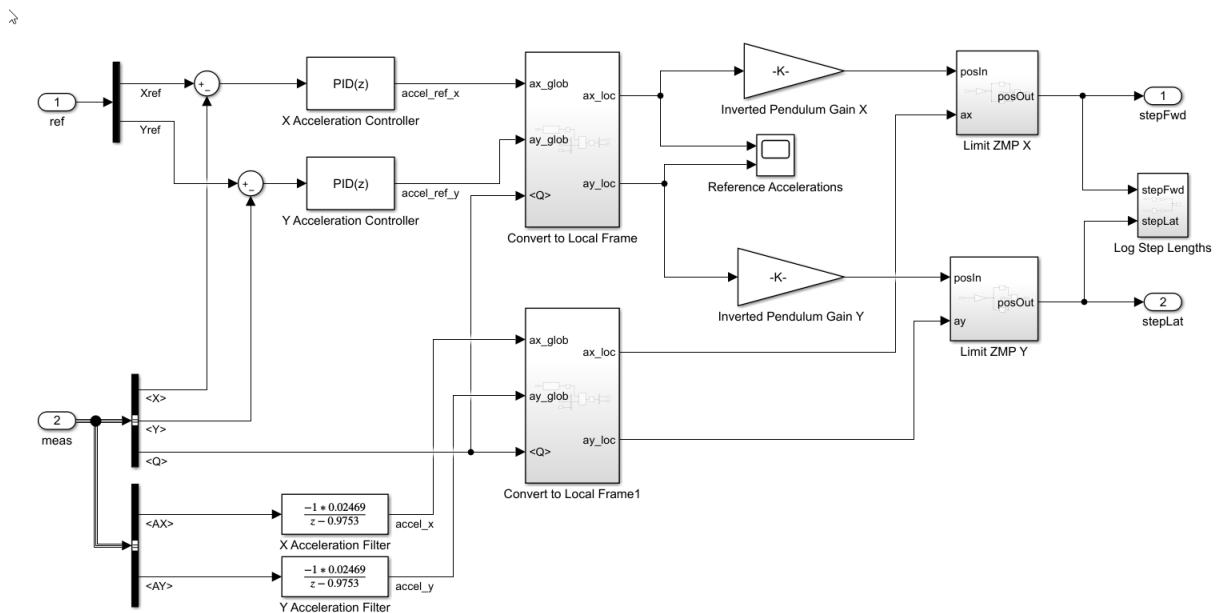 1
ref
Xref
Yref
+
_
PID(z)
accel_ref_x
X Acceleration Controller
+
_
PID(z)
accel_ref_y
Y Acceleration Controller
ax_glob
ay_glob
<Q>
ax_loc
ay_loc
Convert to Local Frame
-K-
Inverted Pendulum Gain X
Reference Accelerations
-K-
Inverted Pendulum Gain Y
posIn
ax
posOut
Limit ZMP X
1
stepFwd
stepFwd
stepLat
Log Step Lengths
posIn
ay
posOut
Limit ZMP Y
2
stepLat
ax_glob
ay_glob
<Q>
ax_loc
ay_loc
Convert to Local Frame1
2
meas
<X>
<Y>
<Q>
<AX>
<AY>
−1 * 0.02469
z − 0.9753
accel_x
X Acceleration Filter
−1 * 0.02469
z − 0.9753
accel_y
Y Acceleration Filter